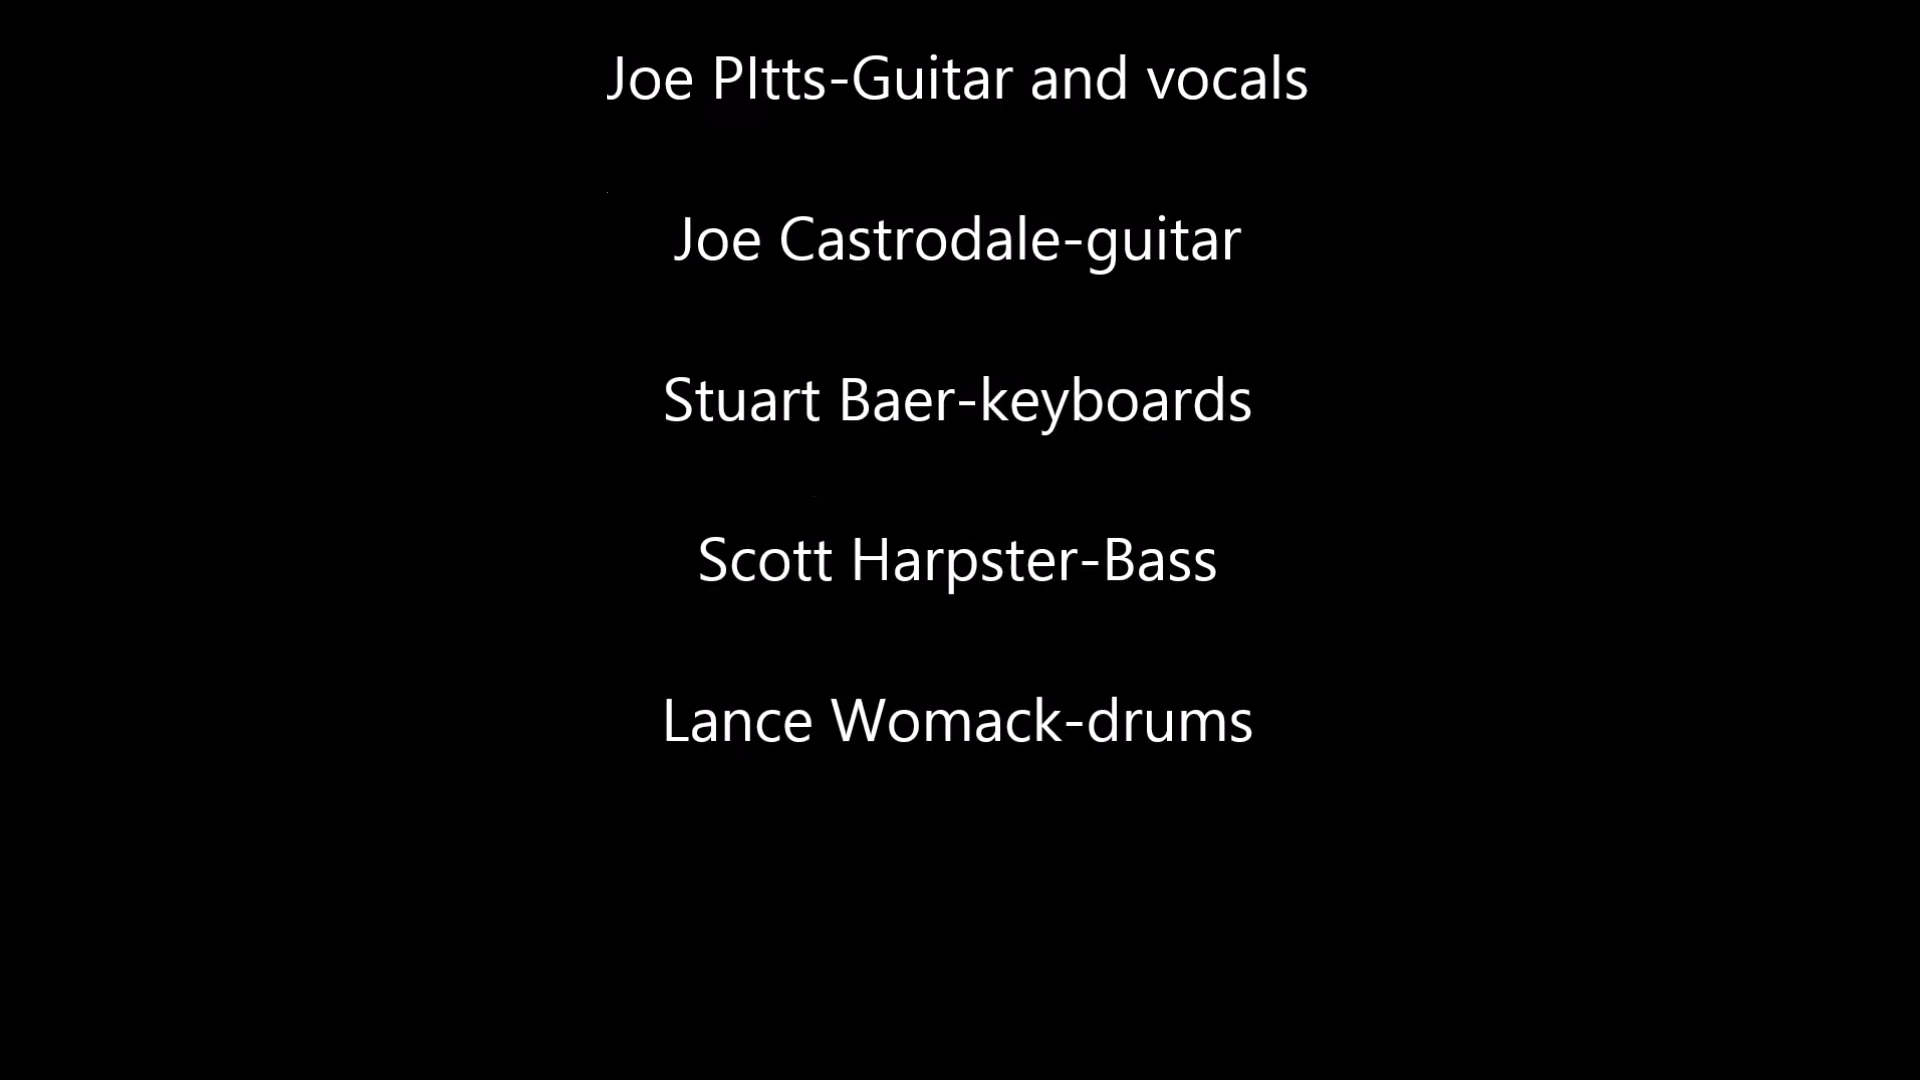 Joe PItts-Guitar and vocals
Joe Castrodale-guitar
Stuart Baer-keyboards
Scott Harpster-Bass
Lance Womack-drums